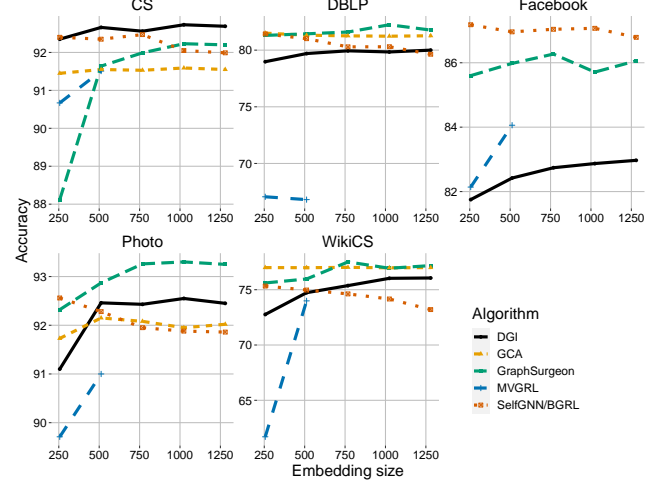 CS
DBLP
Facebook
92
91
90
89
88
250 500 750 1000 1250
80
75
70
250 500 750 1000 1250
86
84
82
250 500 750 1000 1250
Accuracy
Photo
WikiCS
93
92
91
90
250 500 750 1000 1250
75
70
65
250 500 750 1000 1250
Embedding size
Algorithm
DGI
GCA
GraphSurgeon
MVGRL
SelfGNN/BGRL